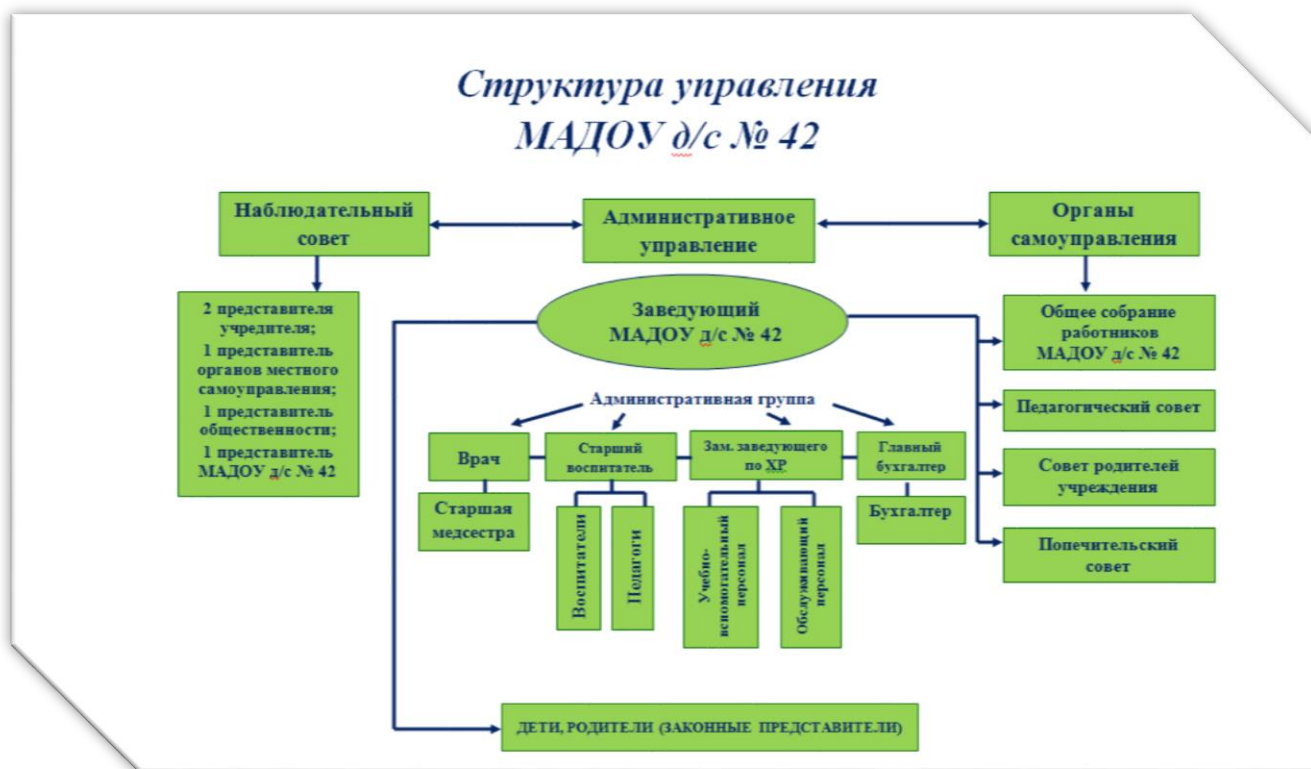 Структура управления
МАДОУ д/с № 42
Наблюдательный
совет
Административное
управление
Органы
самоуправления
2 представителя
учредителя;
1 представитель
органов местного
самоуправления;
1 представитель
общественности;
1 представитель
МАДОУ д/с № 42
Заведующий
МАДОУ д/с № 42
Общее собрание
работников
МАДОУ д/с № 42
Педагогический совет
Совет родителей
учреждения
Попечительский
совет
Административная группа
Врач
Старший
воспитатель
Зам. заведующего
по ХР
Главный
бухгалтер
Старшая
медсестра
Воспитатели
Педагоги
Учебно-
вспомогательный
персонал
Обслуживающий
персонал
Бухгалтер
ДЕТИ, РОДИТЕЛИ (ЗАКОННЫЕ ПРЕДСТАВИТЕЛИ)